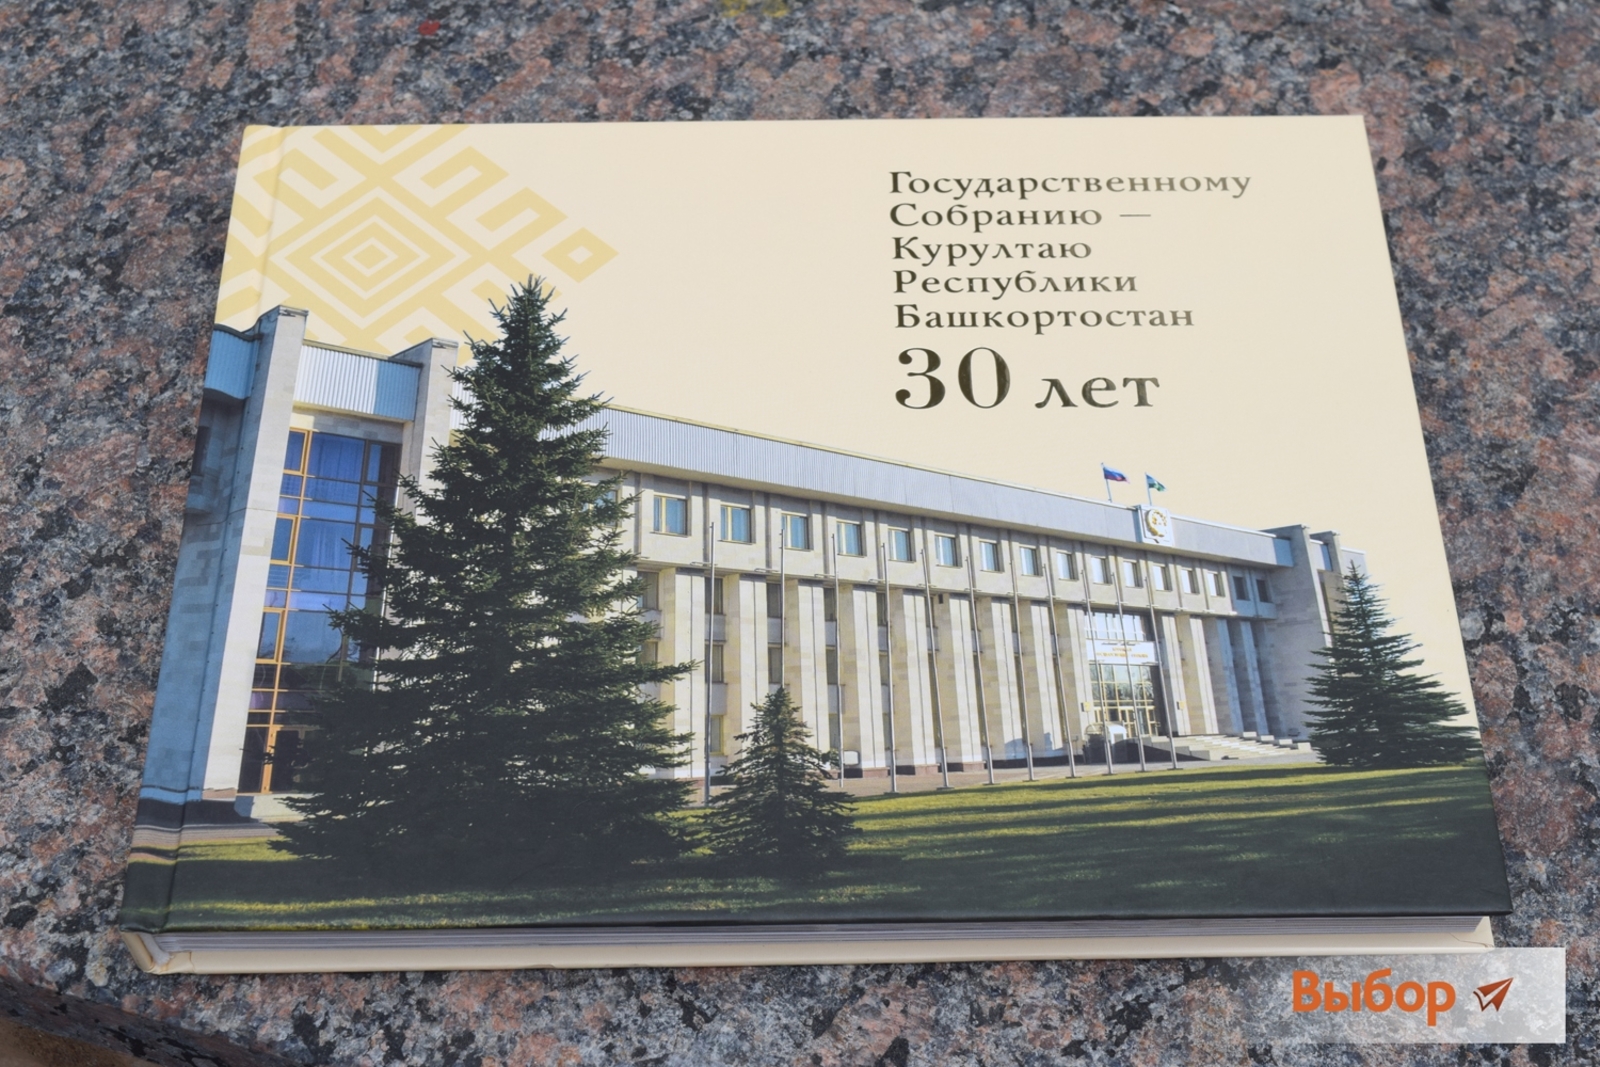 Государственному
Собранию —
Курултаю
Республики
Башкортостан
30 лет
Выбор